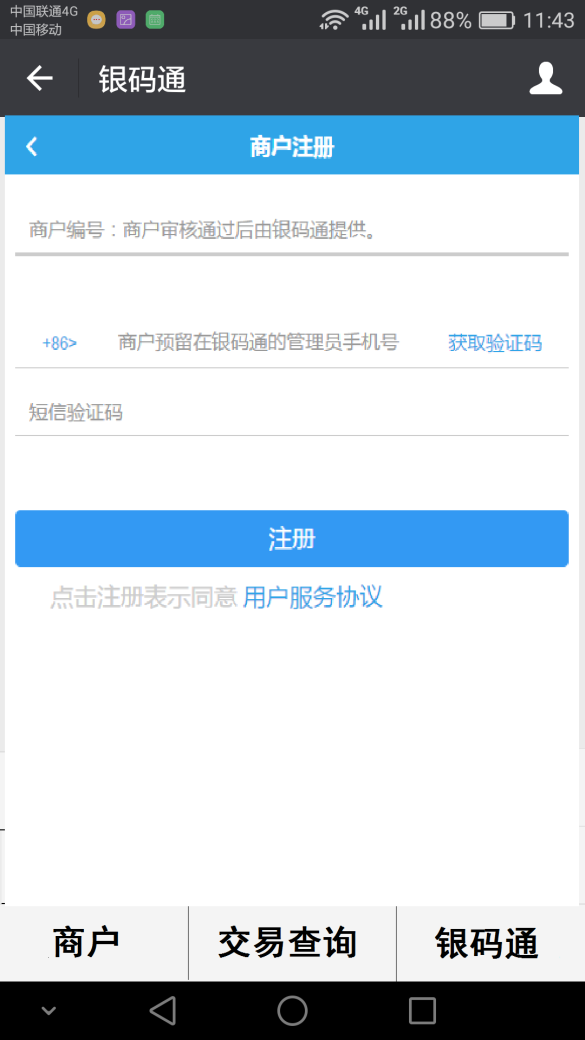 中国联通4G
中国移动
4G 2G 88% 11:43
银码通
商户注册
商户编号：商户审核通过后由银码通提供。
+86> 商户预留在银码通的管理员手机号 获取验证码
短信验证码
注册
点击注册表示同意 用户服务协议
商户 交易查询 银码通